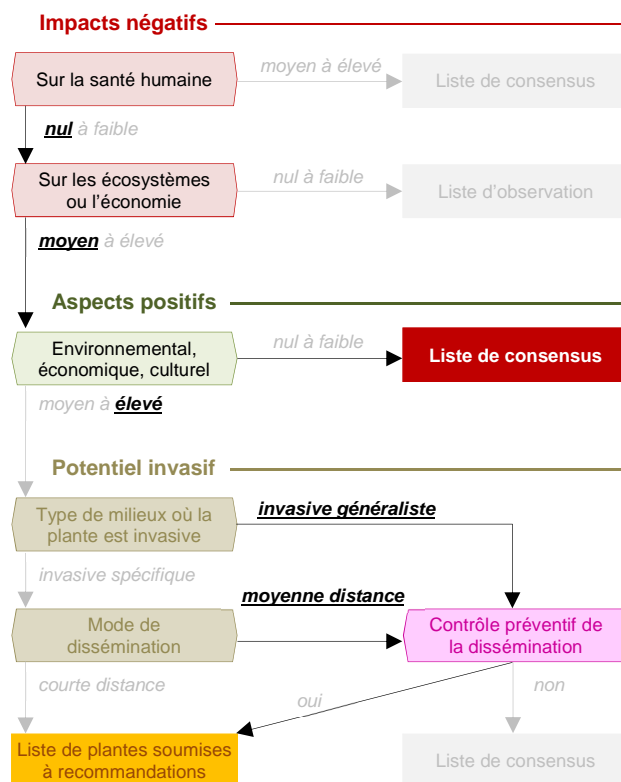 Impacts négatifs
Sur la santé humaine
moyen à élevé
Liste de consensus
nul à faible
Sur les écosystèmes
ou l'économie
nul à faible
Liste d'observation
moyen à élevé
Aspects positifs
Environnemental,
économique, culturel
nul à faible
Liste de consensus
moyen à élevé
Potentiel invasif
Type de milieux où la
plante est invasive
invasive généraliste
invasive spécifique
moyenne distance
Mode de
dissémination
Contrôle préventif de
la dissémination
courte distance
oui
non
Liste de plantes soumises
à recommandations
Liste de consensus